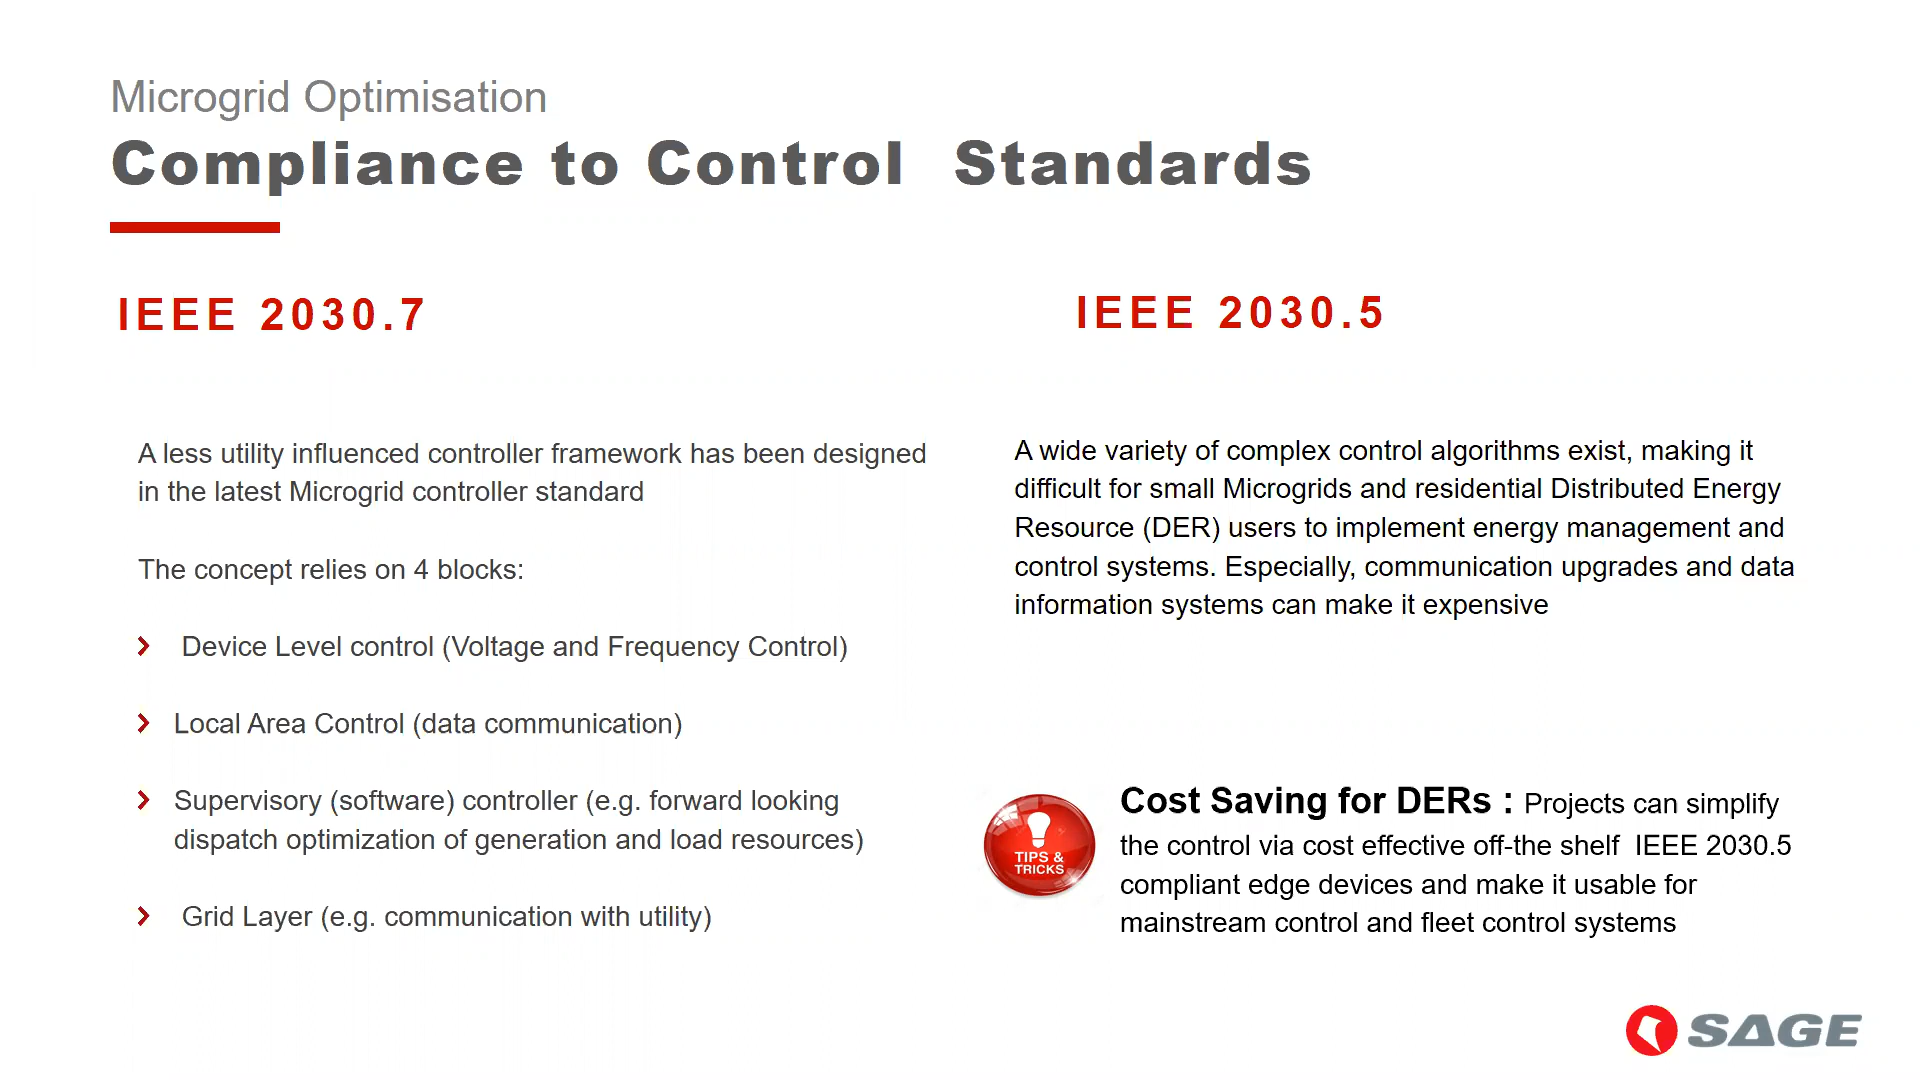 Microgrid Optimisation
Compliance to Control  Standards
IEEE 2030.7
A less utility influenced controller framework has been designed
in the latest Microgrid controller standard
The concept relies on 4 blocks:
Device Level control (Voltage and Frequency Control)
Local Area Control (data communication)
Supervisory (software) controller (e.g. forward looking
dispatch optimization of generation and load resources)
Grid Layer (e.g. communication with utility)
IEEE 2030.5
A wide variety of complex control algorithms exist, making it
difficult for small Microgrids and residential Distributed Energy
Resource (DER) users to implement energy management and
control systems. Especially, communication upgrades and data
information systems can make it expensive
TIPS &
TRICKS
Cost Saving for DERs : Projects can simplify
the control via cost effective off-the shelf  IEEE 2030.5
compliant edge devices and make it usable for
mainstream control and fleet control systems
SAGE